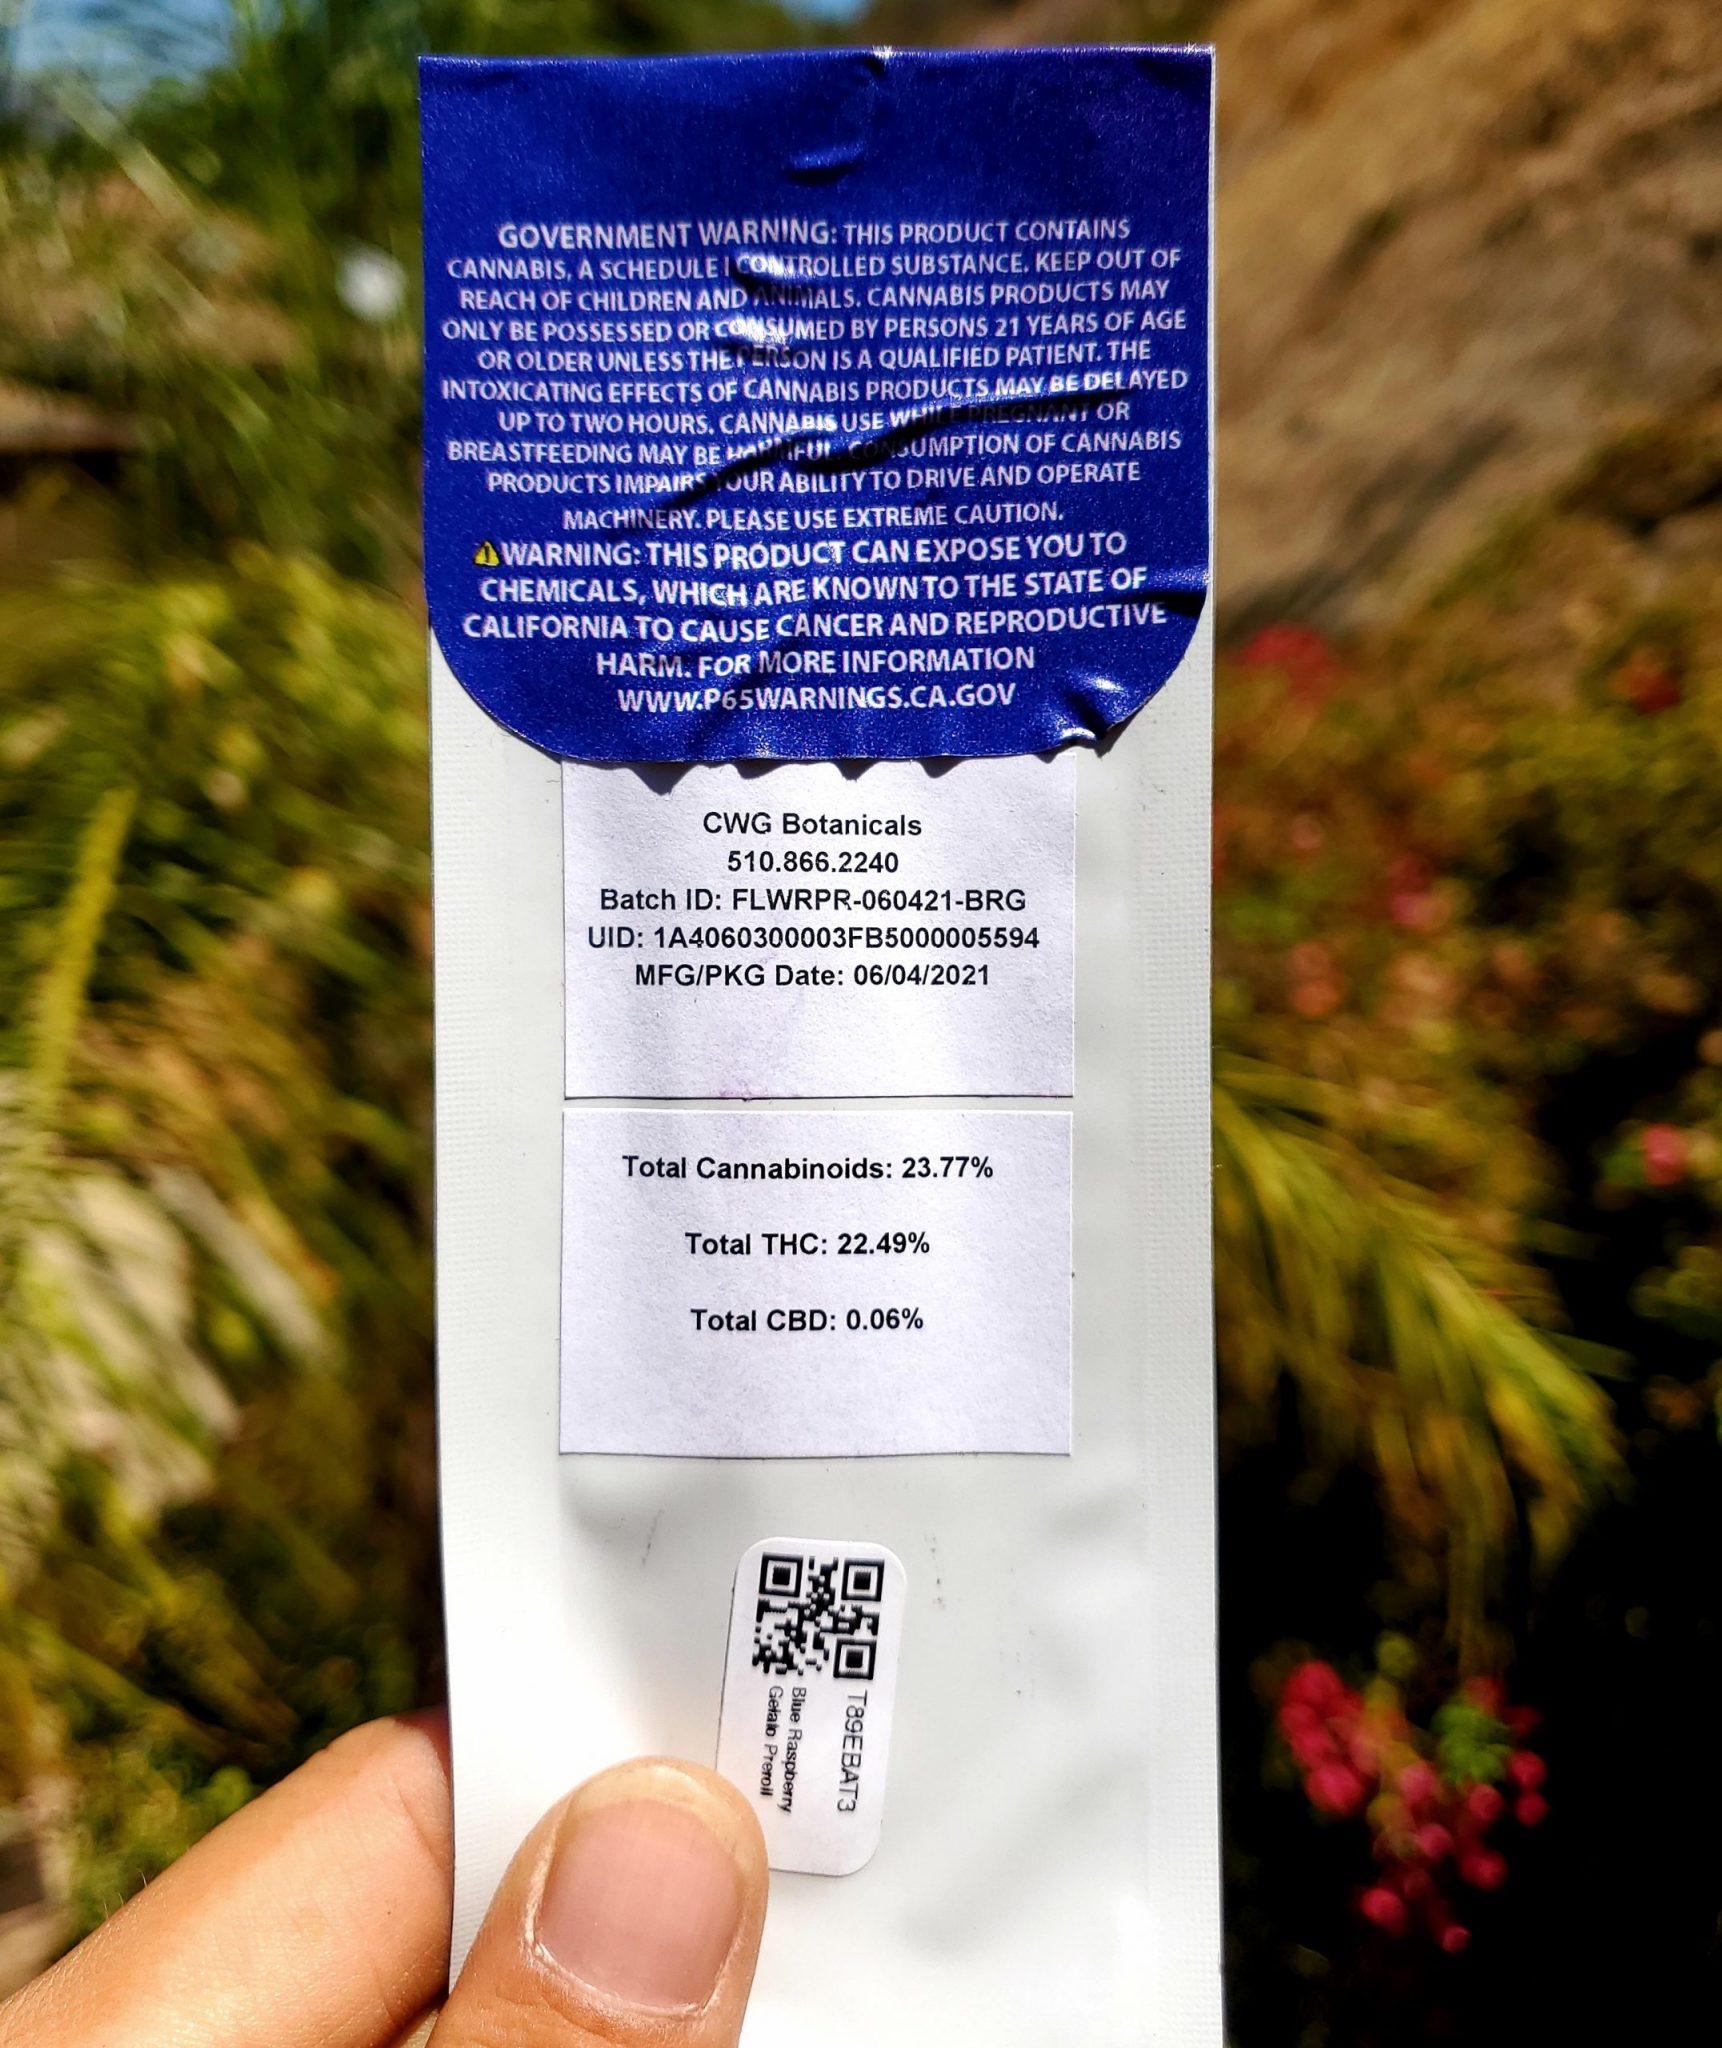 GOVERNMENT WARNING: THIS PRODUCT CONTAINS
CANNABIS, A SCHEDULE I CONTROLLED SUBSTANCE. KEEP OUT OF
REACH OF CHILDREN AND ANIMALS. CANNABIS PRODUCTS MAY
ONLY BE POSSESSED OR CONSUMED BY PERSONS 21 YEARS OF AGE
OR OLDER UNLESS THE PERSON IS A QUALIFIED PATIENT. THE
INTOXICATING EFFECTS OF CANNABIS PRODUCTS MAY BE DELAYED
UP TO TWO HOURS. CANNABIS USE WHILE PREGNANT OR
BREASTFEEDING MAY BE HARMFUL. CONSUMPTION OF CANNABIS
PRODUCTS IMPAIRS YOUR ABILITY TO DRIVE AND OPERATE
MACHINERY. PLEASE USE EXTREME CAUTION.
WARNING: THIS PRODUCT CAN EXPOSE YOU TO
CHEMICALS, WHICH ARE KNOWN TO THE STATE OF
CALIFORNIA TO CAUSE CANCER AND REPRODUCTIVE
HARM. FOR MORE INFORMATION
WWW.P65WARNINGS.CA.GOV
CWG Botanicals
510.866.2240
Batch ID: FLWRPR-060421-BRG
UID: 1A4060300003FB5000005594
MFG/PKG Date: 06/04/2021
Total Cannabinoids: 23.77%
Total THC: 22.49%
Total CBD: 0.06%
T89EBAT3
Blue Raspberry
Gelato Preroll